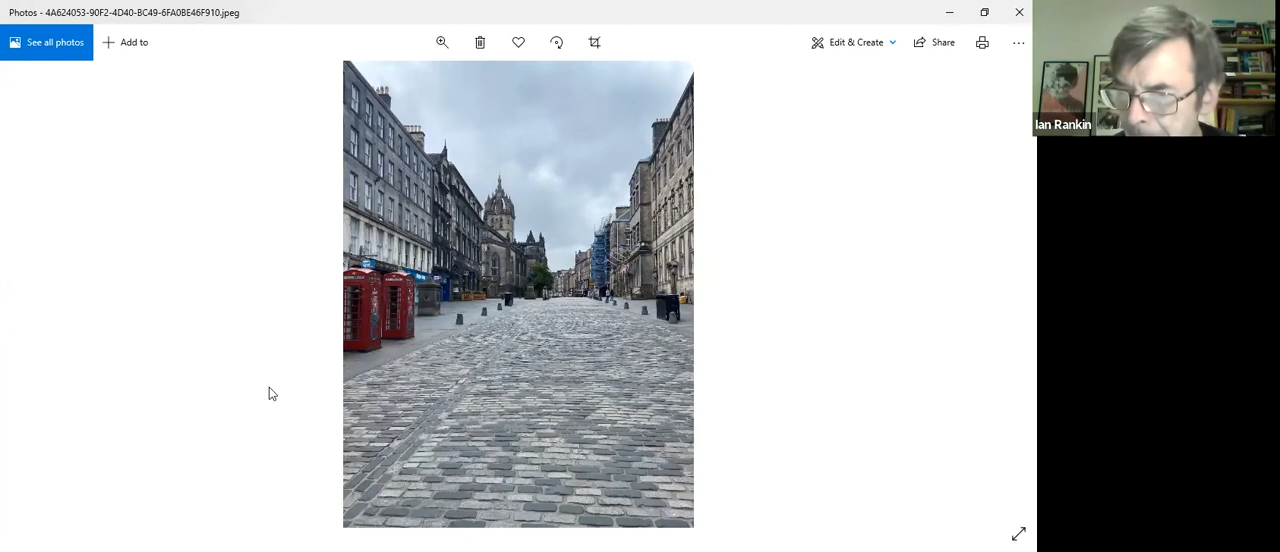 Photos - 4A624053-90F2-4D40-BC49-6FA0BE46F910.jpeg
See all photos
Add to
Edit & Create
Share
Ian Rankin